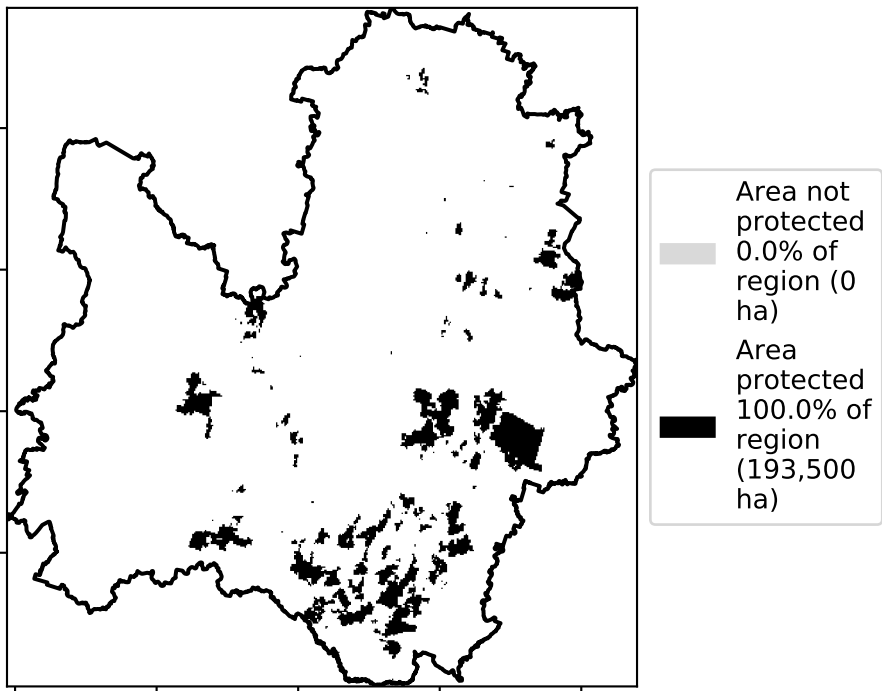 Area not
protected
0.0% of
region (0
ha)
Area
protected
100.0% of
region
(193,500
ha)